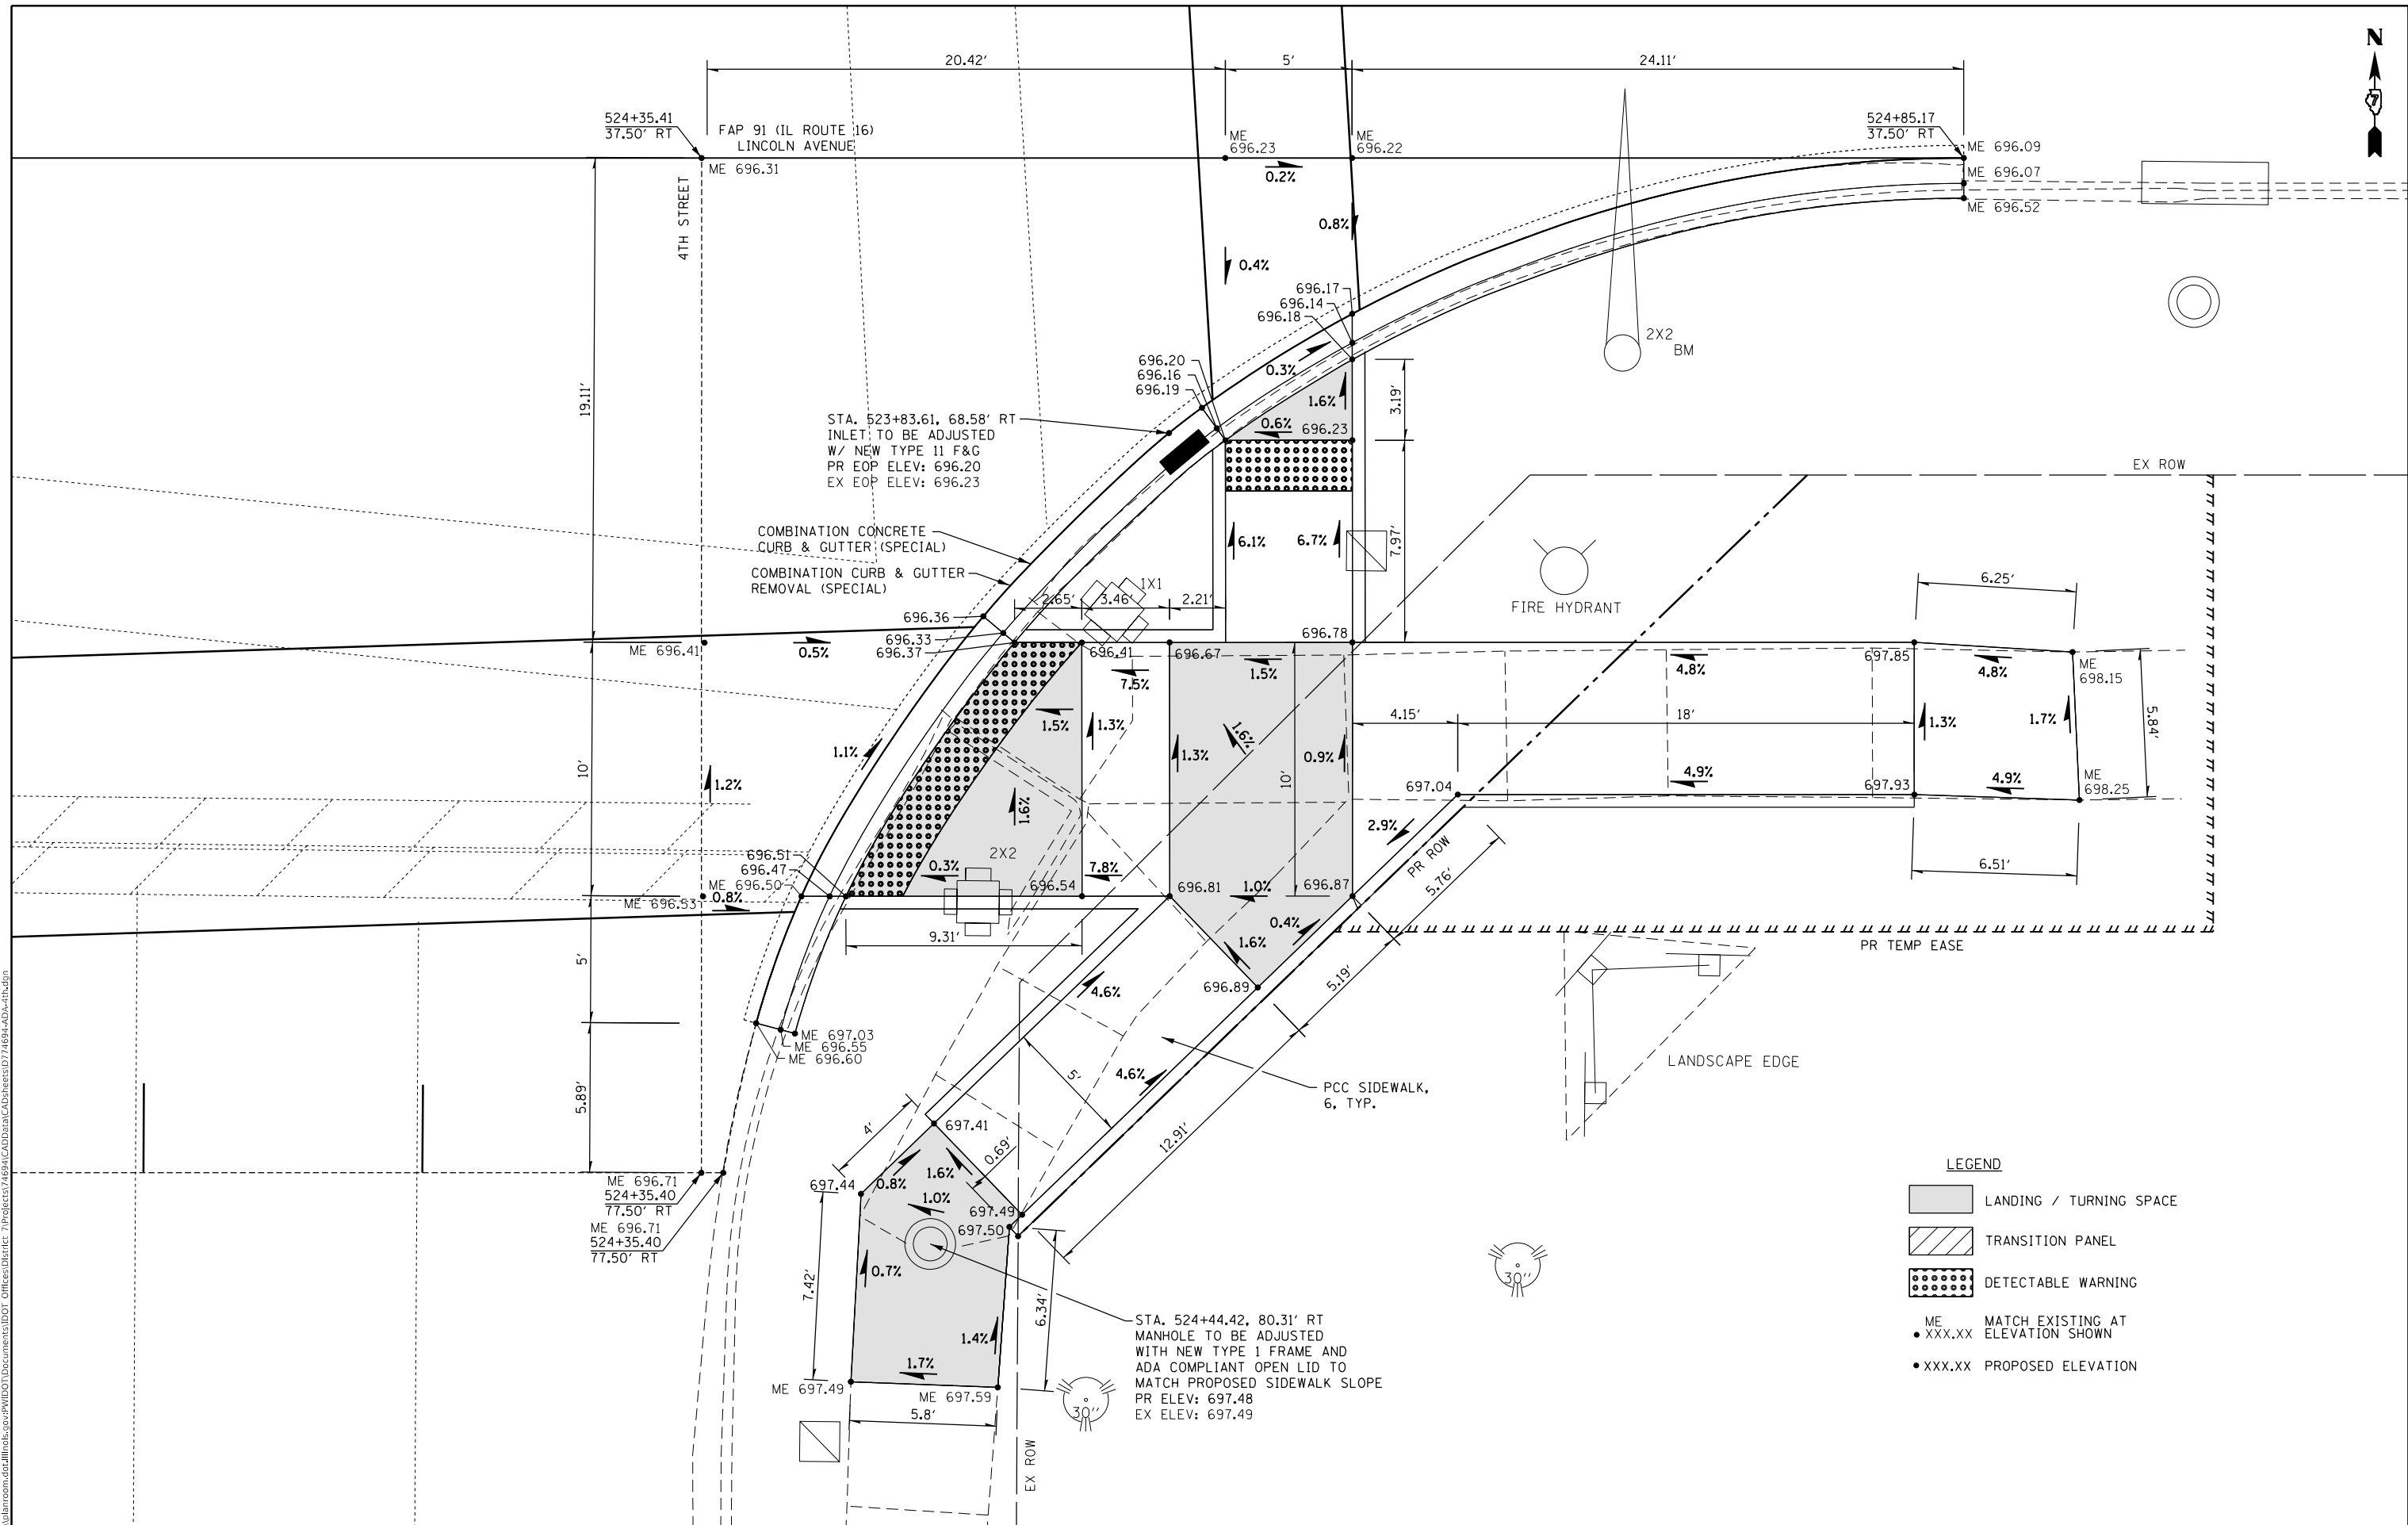 N
7
20.42'
5'
24.11'
524+35.41
37.50' RT
FAP 91 (IL ROUTE 16)
LINCOLN AVENUE
ME 696.31
4TH STREET
ME
696.23
ME
696.22
0.2%
524+85.17
37.50' RT
ME 696.09
ME 696.07
ME 696.52
0.8%
0.4%
696.17
696.14
696.18
2X2
BM
696.20
696.16
696.19
0.3%
1.6%
3.19'
0.6%
696.23
19.11'
STA. 523+83.61, 68.58' RT
INLET TO BE ADJUSTED
W/ NEW TYPE 11 F&G
PR EOP ELEV: 696.20
EX EOP ELEV: 696.23
EX ROW
COMBINATION CONCRETE
CURB & GUTTER (SPECIAL)
COMBINATION CURB & GUTTER
REMOVAL (SPECIAL)
6.1%
6.7%
7.97'
1X1
2.65'
3.46'
2.21'
FIRE HYDRANT
6.25'
696.36
696.33
696.37
ME 696.41
0.5%
696.41
696.67
696.78
697.85
7.5%
1.5%
4.8%
4.8%
ME
698.15
1.5%
1.3%
1.3%
1.6%
0.9%
10'
4.15'
18'
1.3%
1.7%
5.84'
1.1%
10'
1.2%
1.6%
697.04
4.9%
697.93
4.9%
ME
698.25
2.9%
PR ROW
5.76'
6.51'
696.51
696.47
ME 696.50
ME 696.53
0.8%
2X2
0.3%
696.54
7.8%
696.81
1.0%
696.87
9.31'
0.4%
1.6%
PR TEMP EASE
5'
696.89
5.19'
4.6%
ME 697.03
ME 696.55
ME 696.60
LANDSCAPE EDGE
5.89'
5'
4.6%
PCC SIDEWALK,
6, TYP.
12.91'
4'
697.41
0.69'
1.6%
0.8%
697.44
1.0%
697.49
697.50
ME 696.71
524+35.40
77.50' RT
ME 696.71
524+35.40
77.50' RT
7.42'
0.7%
6.34'
1.4%
1.7%
ME 697.49
ME 697.59
5.8'
30"
30"
STA. 524+44.42, 80.31' RT
MANHOLE TO BE ADJUSTED
WITH NEW TYPE 1 FRAME AND
ADA COMPLIANT OPEN LID TO
MATCH PROPOSED SIDEWALK SLOPE
PR ELEV: 697.48
EX ELEV: 697.49
EX ROW
LEGEND
LANDING / TURNING SPACE
TRANSITION PANEL
DETECTABLE WARNING
ME
XXX.XX
MATCH EXISTING AT
ELEVATION SHOWN
XXX.XX PROPOSED ELEVATION